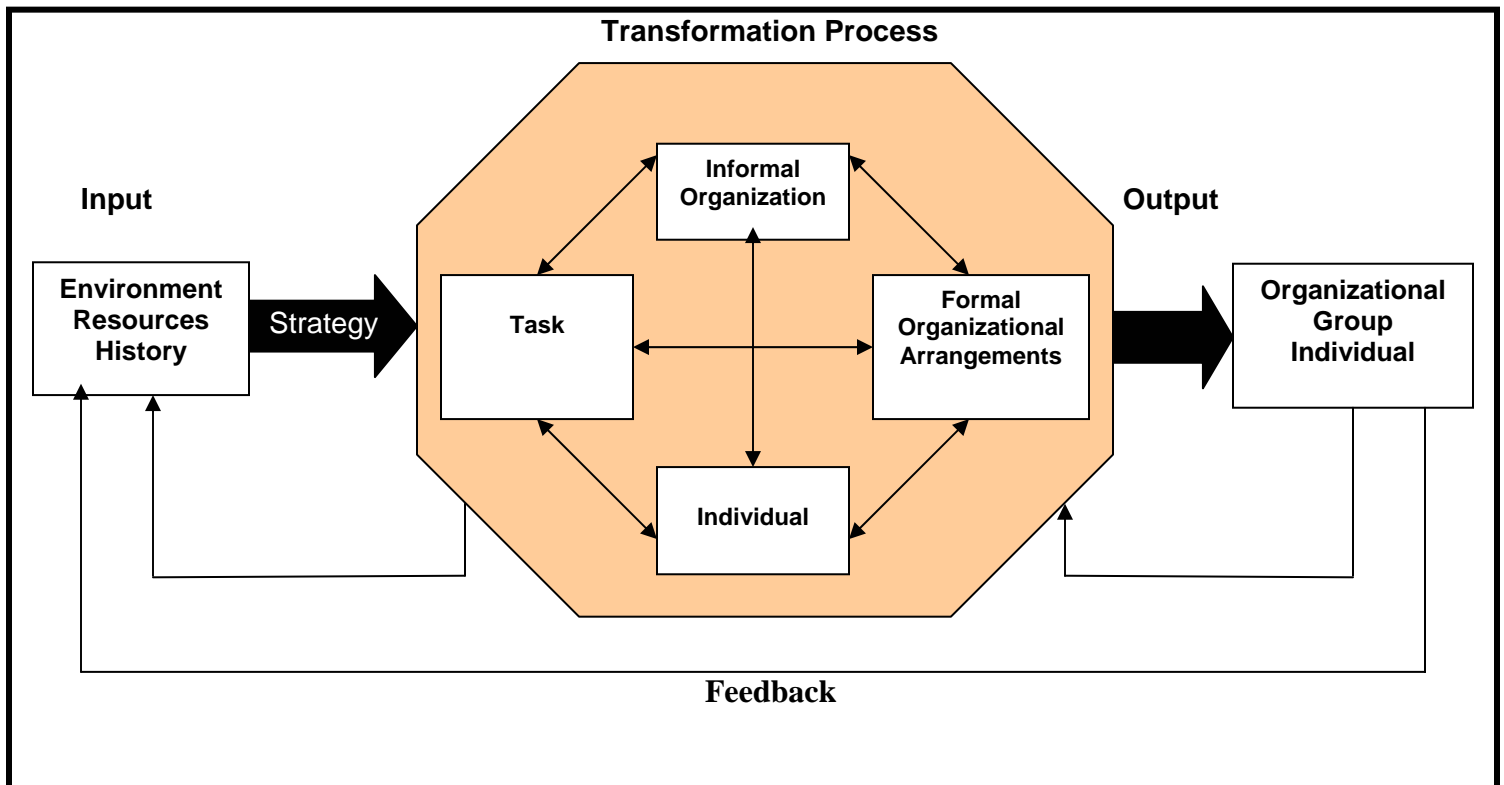 Transformation Process
Input
Output
Environment
Resources
History
Strategy
Informal
Organization
Task
Formal
Organizational
Arrangements
Individual
Organizational
Group
Individual
Feedback